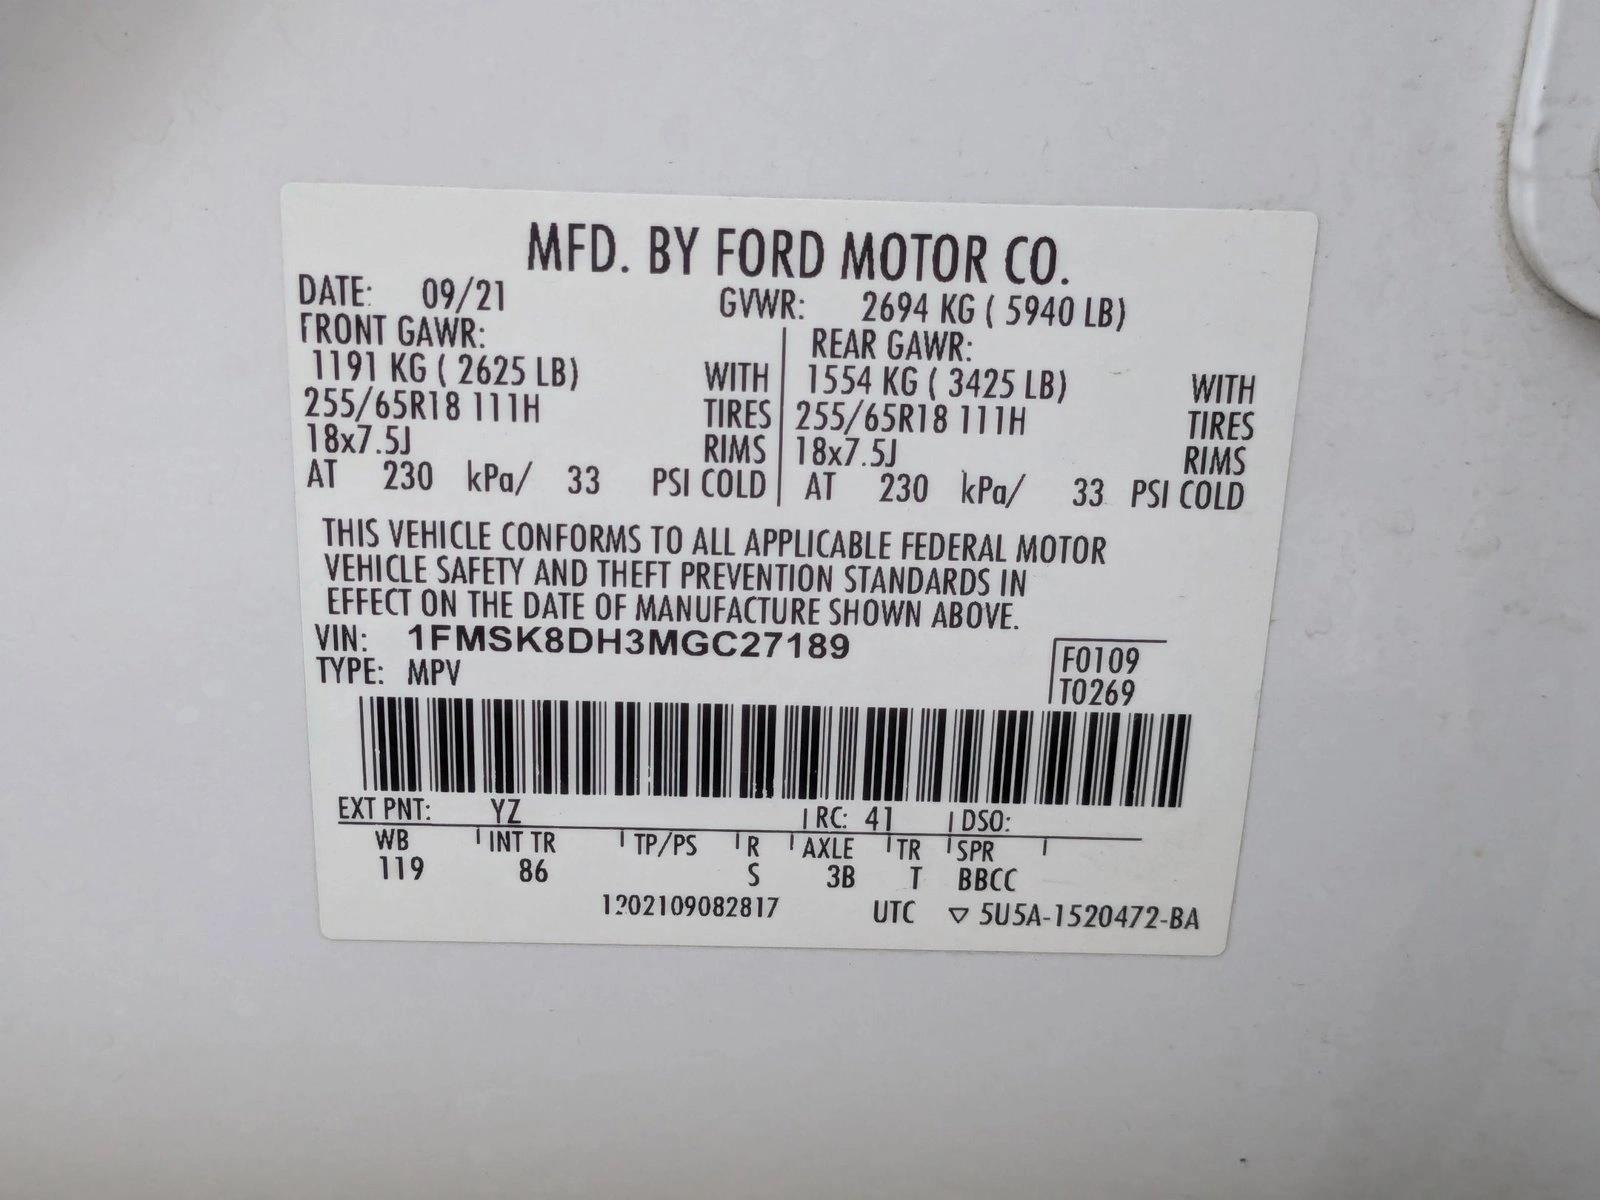 MFD. BY FORD MOTOR CO.
DATE: 09/21 GVWR: 2694 KG ( 5940 LB)
FRONT GAWR: REAR GAWR:
1191 KG ( 2625 LB) WITH 1554 KG ( 3425 LB) WITH
255/65R18 111H TIRES 255/65R18 111H TIRES
18x7.5J RIMS 18x7.5J RIMS
AT 230 kPa/ 33 PSI COLD AT 230 kPa/ 33 PSI COLD
THIS VEHICLE CONFORMS TO ALL APPLICABLE FEDERAL MOTOR
VEHICLE SAFETY AND THEFT PREVENTION STANDARDS IN
EFFECT ON THE DATE OF MANUFACTURE SHOWN ABOVE.
VIN: 1FMSK8DH3MGC27189
TYPE: MPV
F0109
T0269
EXT PNT: YZ RC: 41 DSO:
WB INT TR TP/PS R AXLE TR SPR
119 86 S 3B T BBCC
1202109082817 UTC ▽ 5U5A-1520472-BA